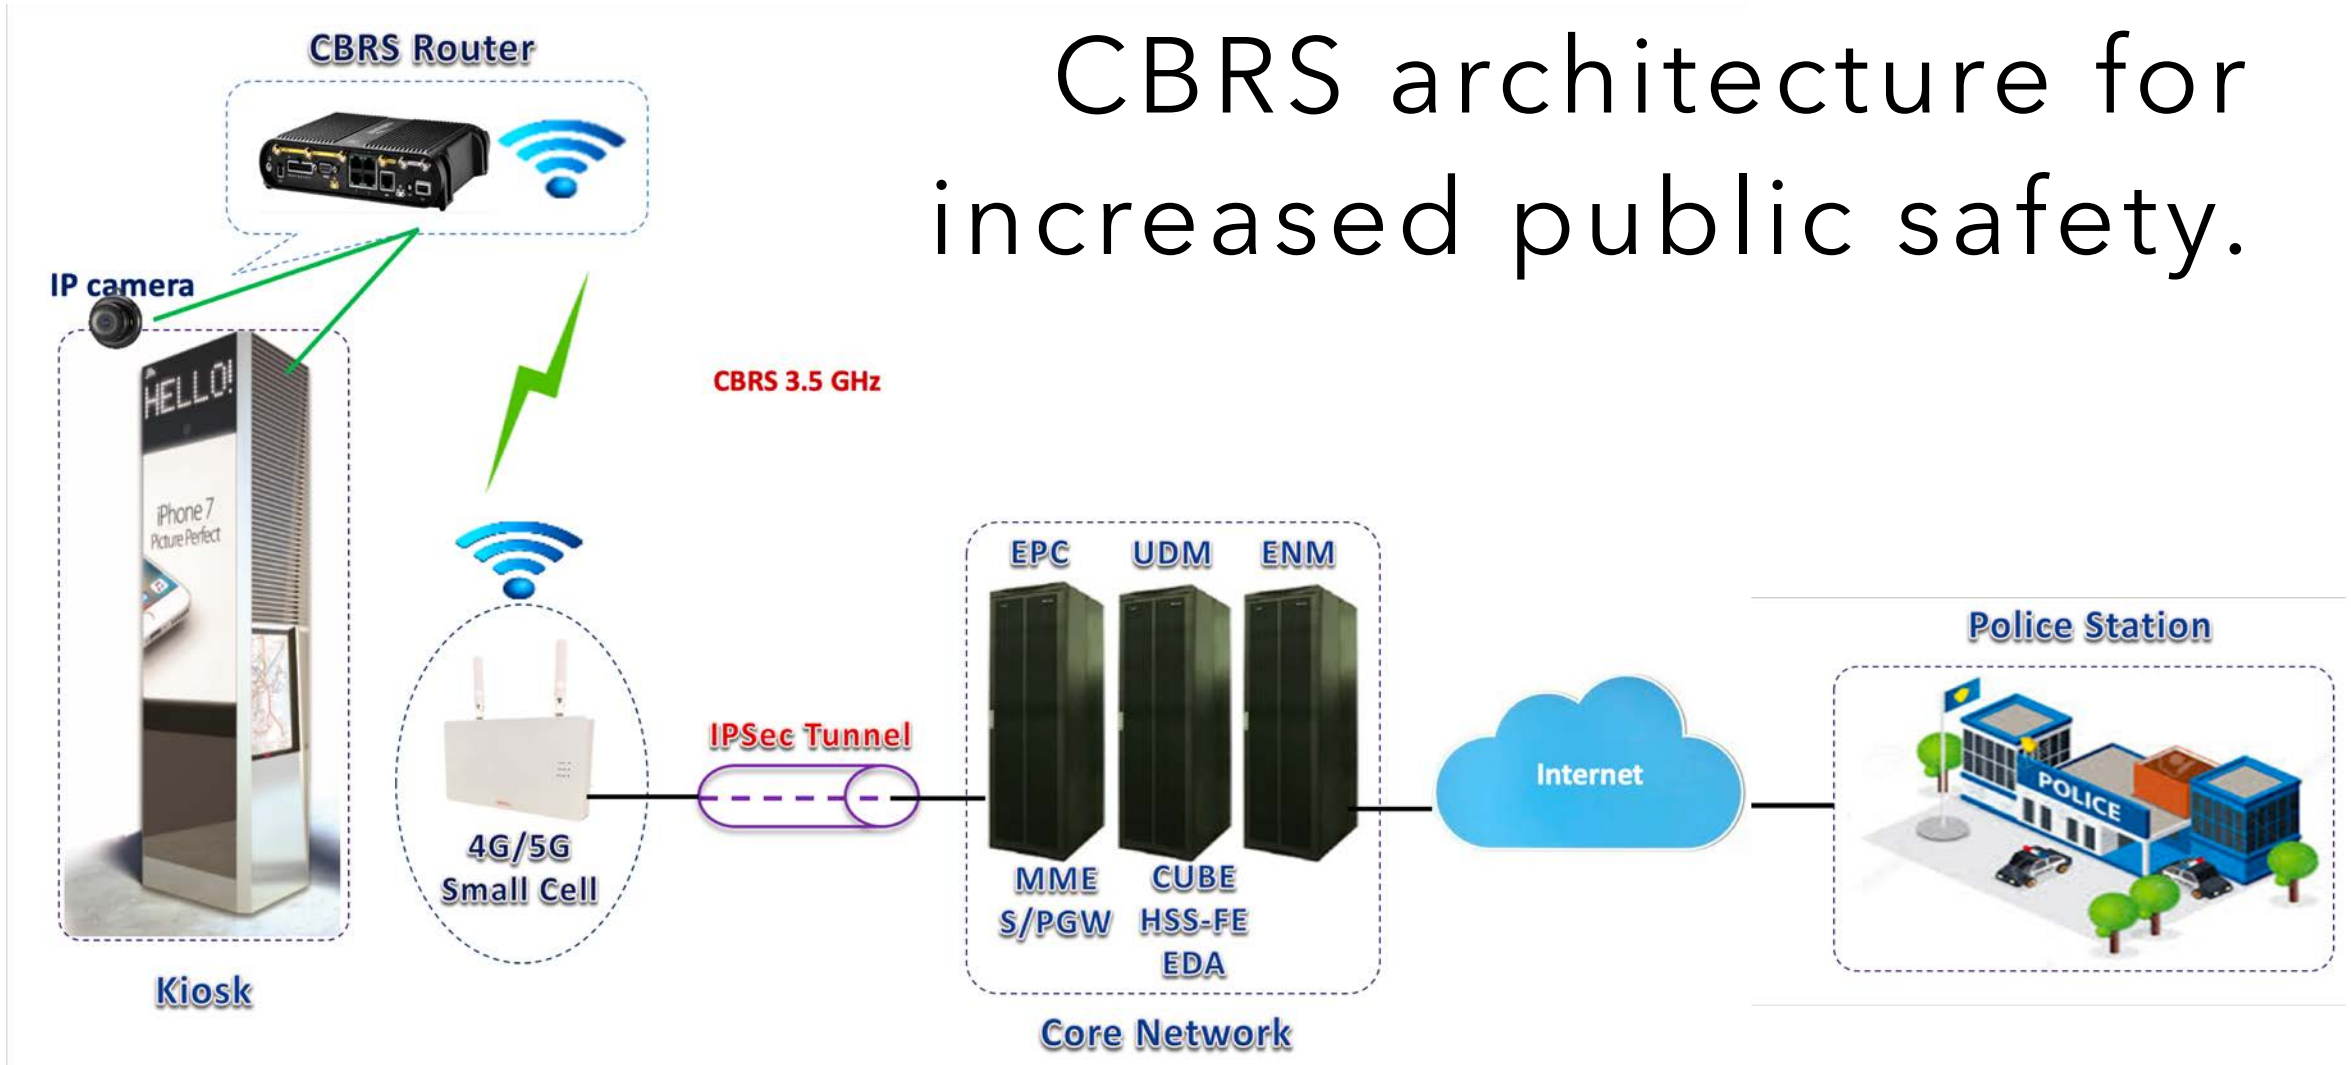 CBRS architecture for
increased public safety.
CBRS Router
IP camera
HELLO!
iPhone 7
Picture Perfect
Kiosk
CBRS 3.5 GHz
4G/5G
Small Cell
IPSec Tunnel
EPC
UDM
ENM
MME
S/PGW
CUBE
HSS-FE
EDA
Core Network
Internet
Police Station
POLICE